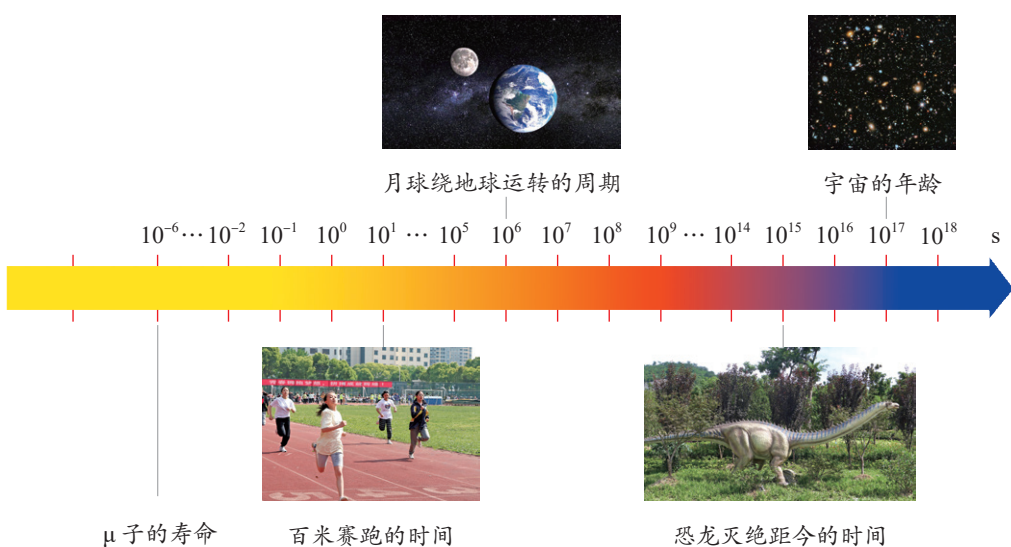 月球绕地球运转的周期
宇宙的年龄
10⁻⁶ … 10⁻² 10⁻¹ 10⁰ 10¹ … 10⁵ 10⁶ 10⁷ 10⁸ 10⁹ … 10¹⁴ 10¹⁵ 10¹⁶ 10¹⁷ 10¹⁸ s
μ子的寿命
百米赛跑的时间
恐龙灭绝距今的时间